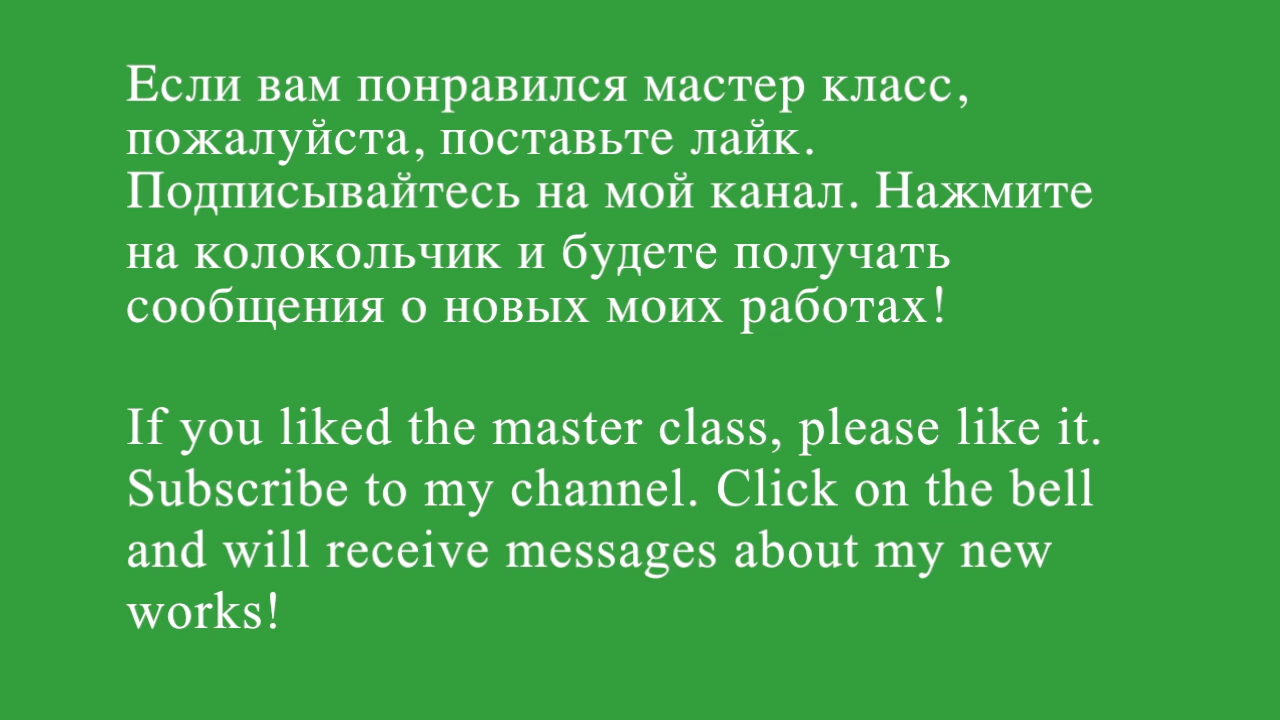 Если вам понравился мастер класс,
пожалуйста, поставьте лайк.
Подписывайтесь на мой канал. Нажмите
на колокольчик и будете получать
сообщения о новых моих работах!
If you liked the master class, please like it.
Subscribe to my channel. Click on the bell
and will receive messages about my new
works!